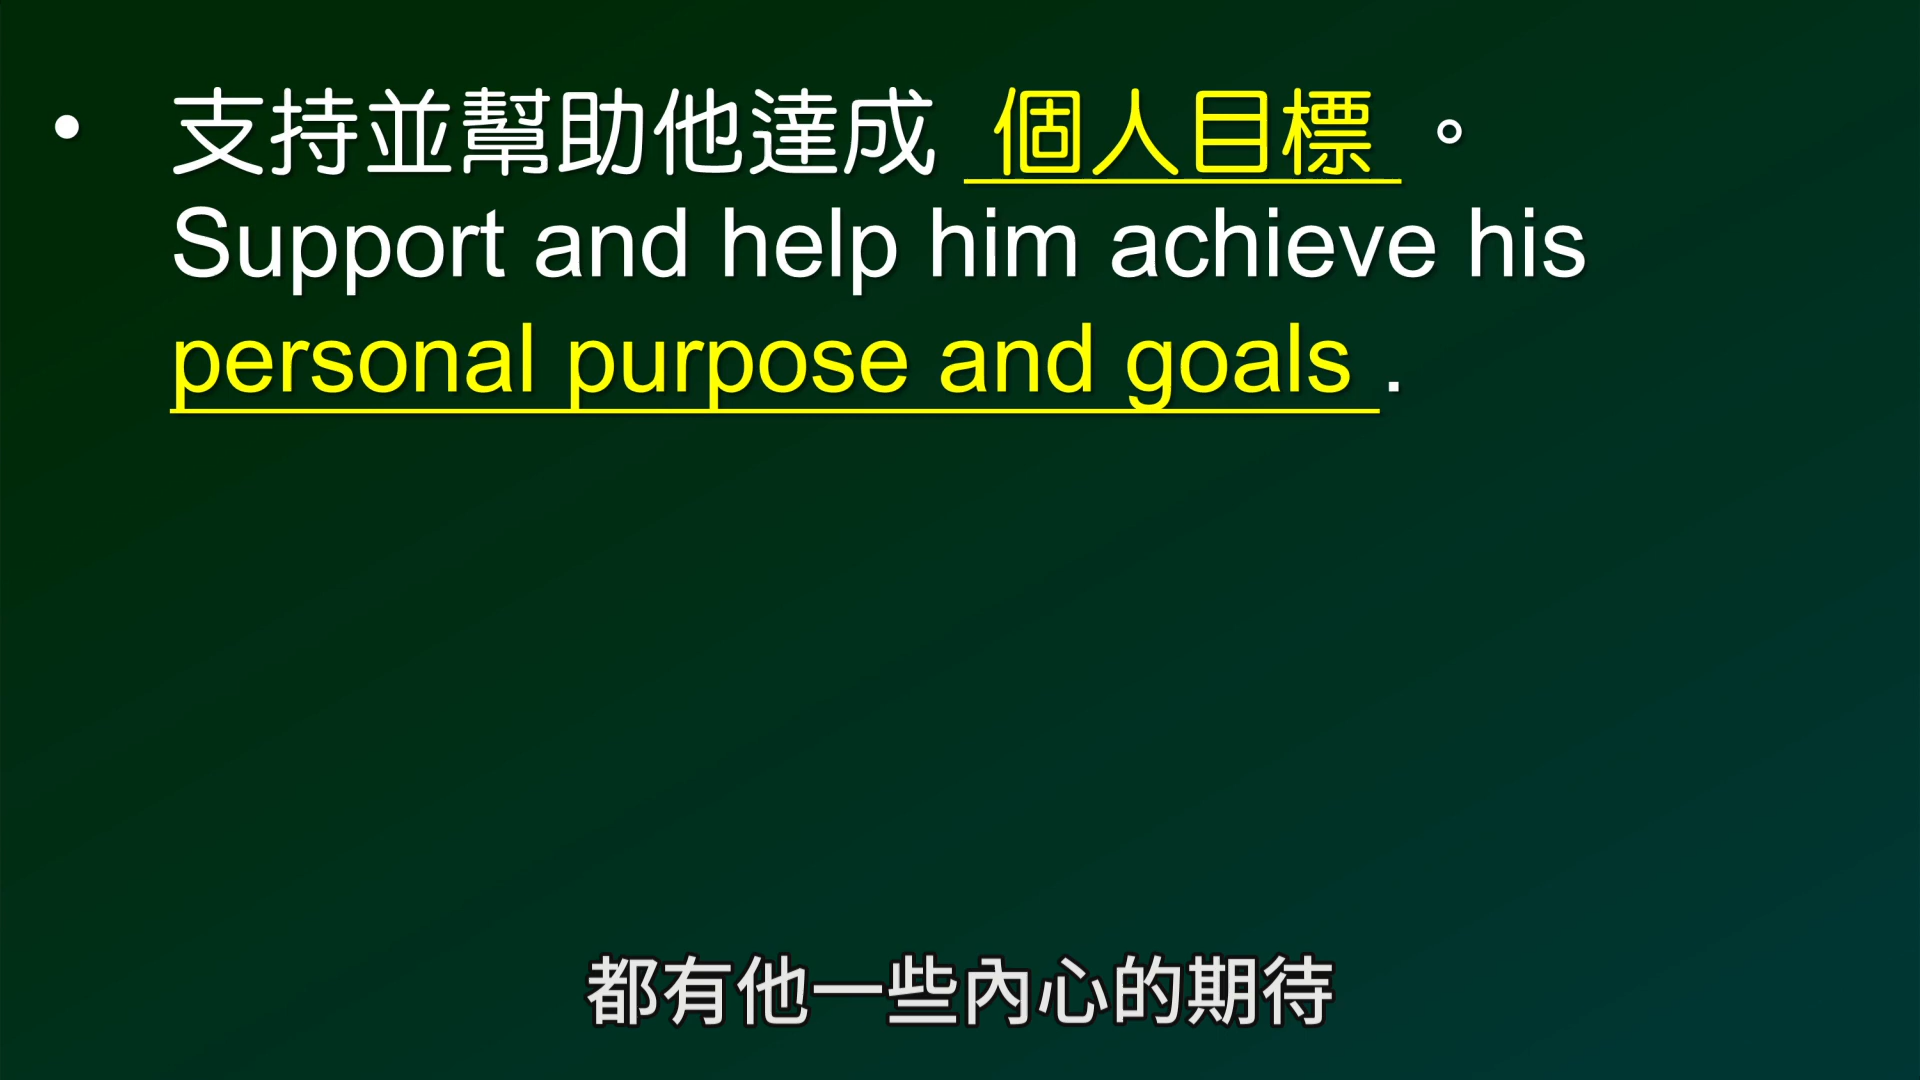 • 支持並幫助他達成 個人目標 。
Support and help him achieve his
personal purpose and goals .
都有他一些內心的期待